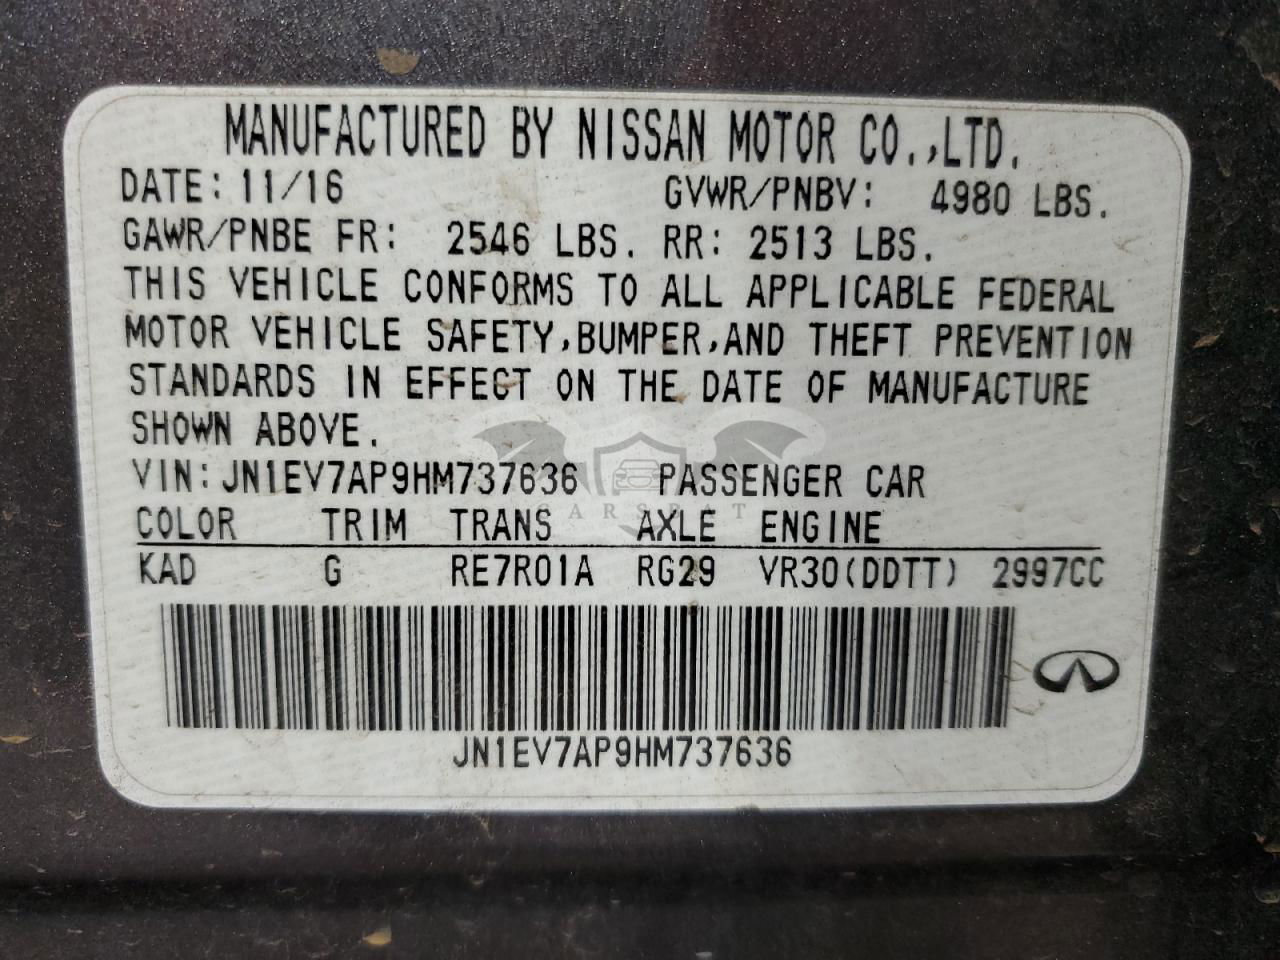 MANUFACTURED BY NISSAN MOTOR CO.,LTD.
DATE: 11/16 GVWR/PNBV: 4980 LBS.
GAWR/PNBE FR: 2546 LBS. RR: 2513 LBS.
THIS VEHICLE CONFORMS TO ALL APPLICABLE FEDERAL
MOTOR VEHICLE SAFETY,BUMPER,AND THEFT PREVENTION
STANDARDS IN EFFECT ON THE DATE OF MANUFACTURE
SHOWN ABOVE.
VIN:JN1EV7AP9HM737636 PASSENGER CAR
CARSBAT
COLOR TRIM TRANS AXLE ENGINE
KAD G RE7R01A RG29 VR30(DDTT) 2997CC
JN1EV7AP9HM737636